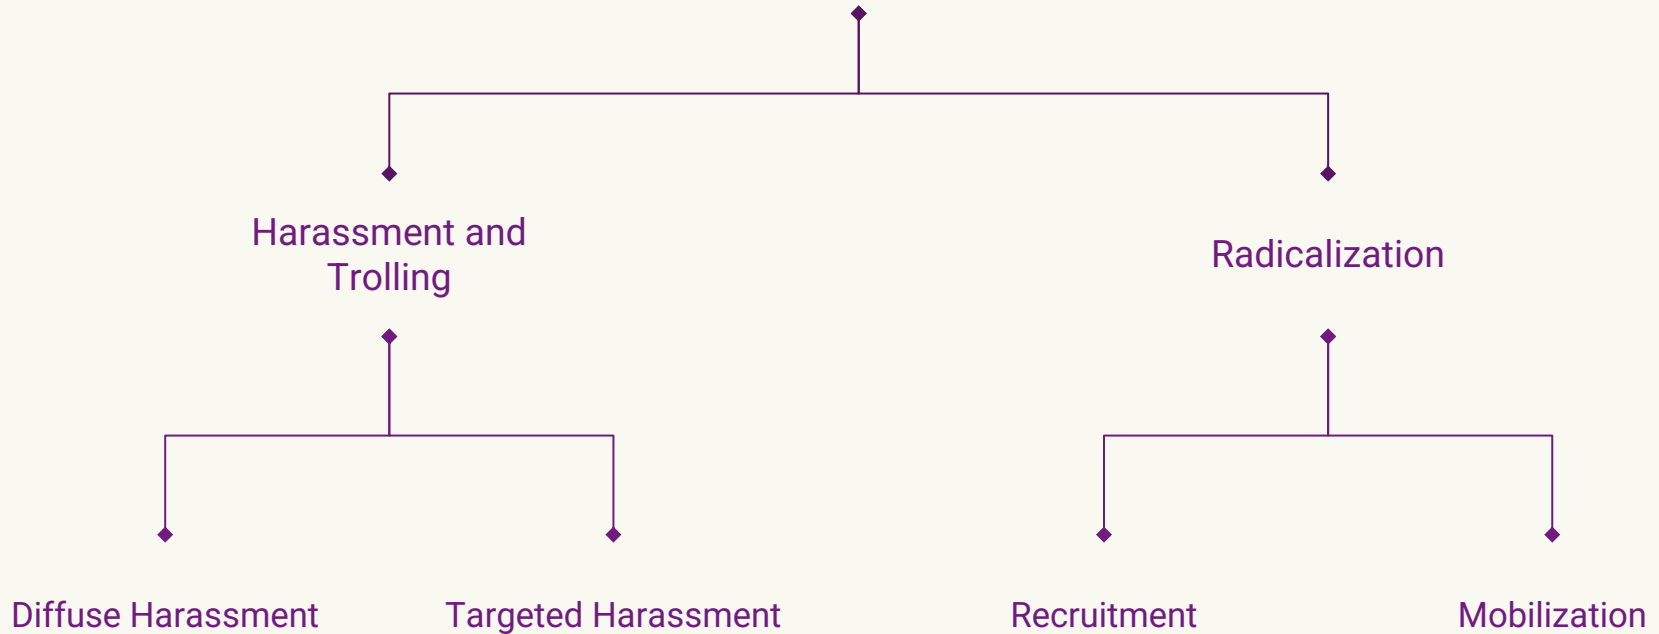 Harassment and
Trolling
Radicalization
Diffuse Harassment
Targeted Harassment
Recruitment
Mobilization